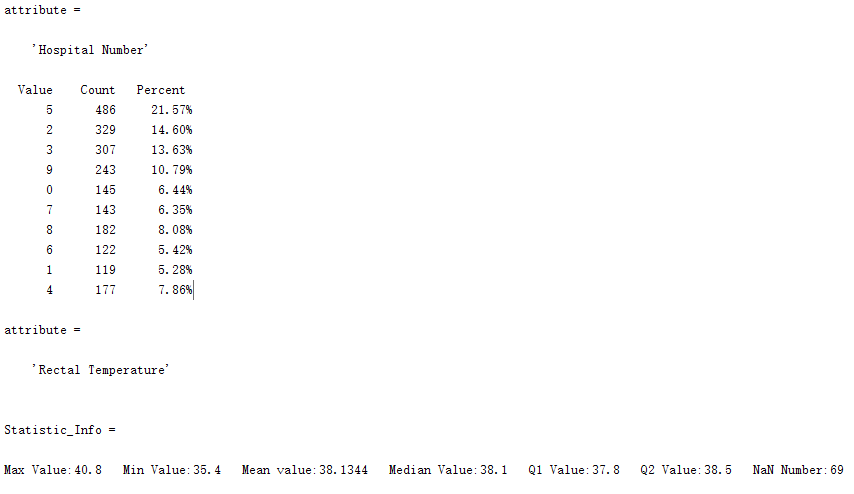 attribute =
'Hospital Number'
Value Count Percent
5 486 21.57%
2 329 14.60%
3 307 13.63%
9 243 10.79%
0 145 6.44%
7 143 6.35%
8 182 8.08%
6 122 5.42%
1 119 5.28%
4 177 7.86%
attribute =
'Rectal Temperature'
Statistic_Info =
Max Value:40.8 Min Value:35.4 Mean value:38.1344 Median Value:38.1 Q1 Value:37.8 Q2 Value:38.5 NaN Number:69